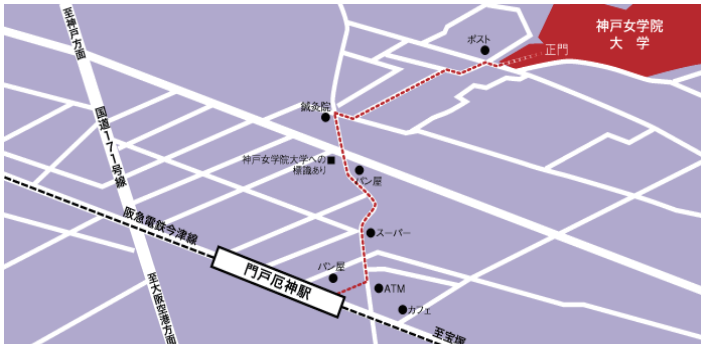 至神戸方面
ポスト
神戸女学院
大 学
正門
国道171号線
鍼灸院
神戸女学院大学への
標識あり
パン屋
阪急電鉄今津線
スーパー
門戸厄神駅
パン屋
ATM
カフェ
至大阪空港方面
至宝塚